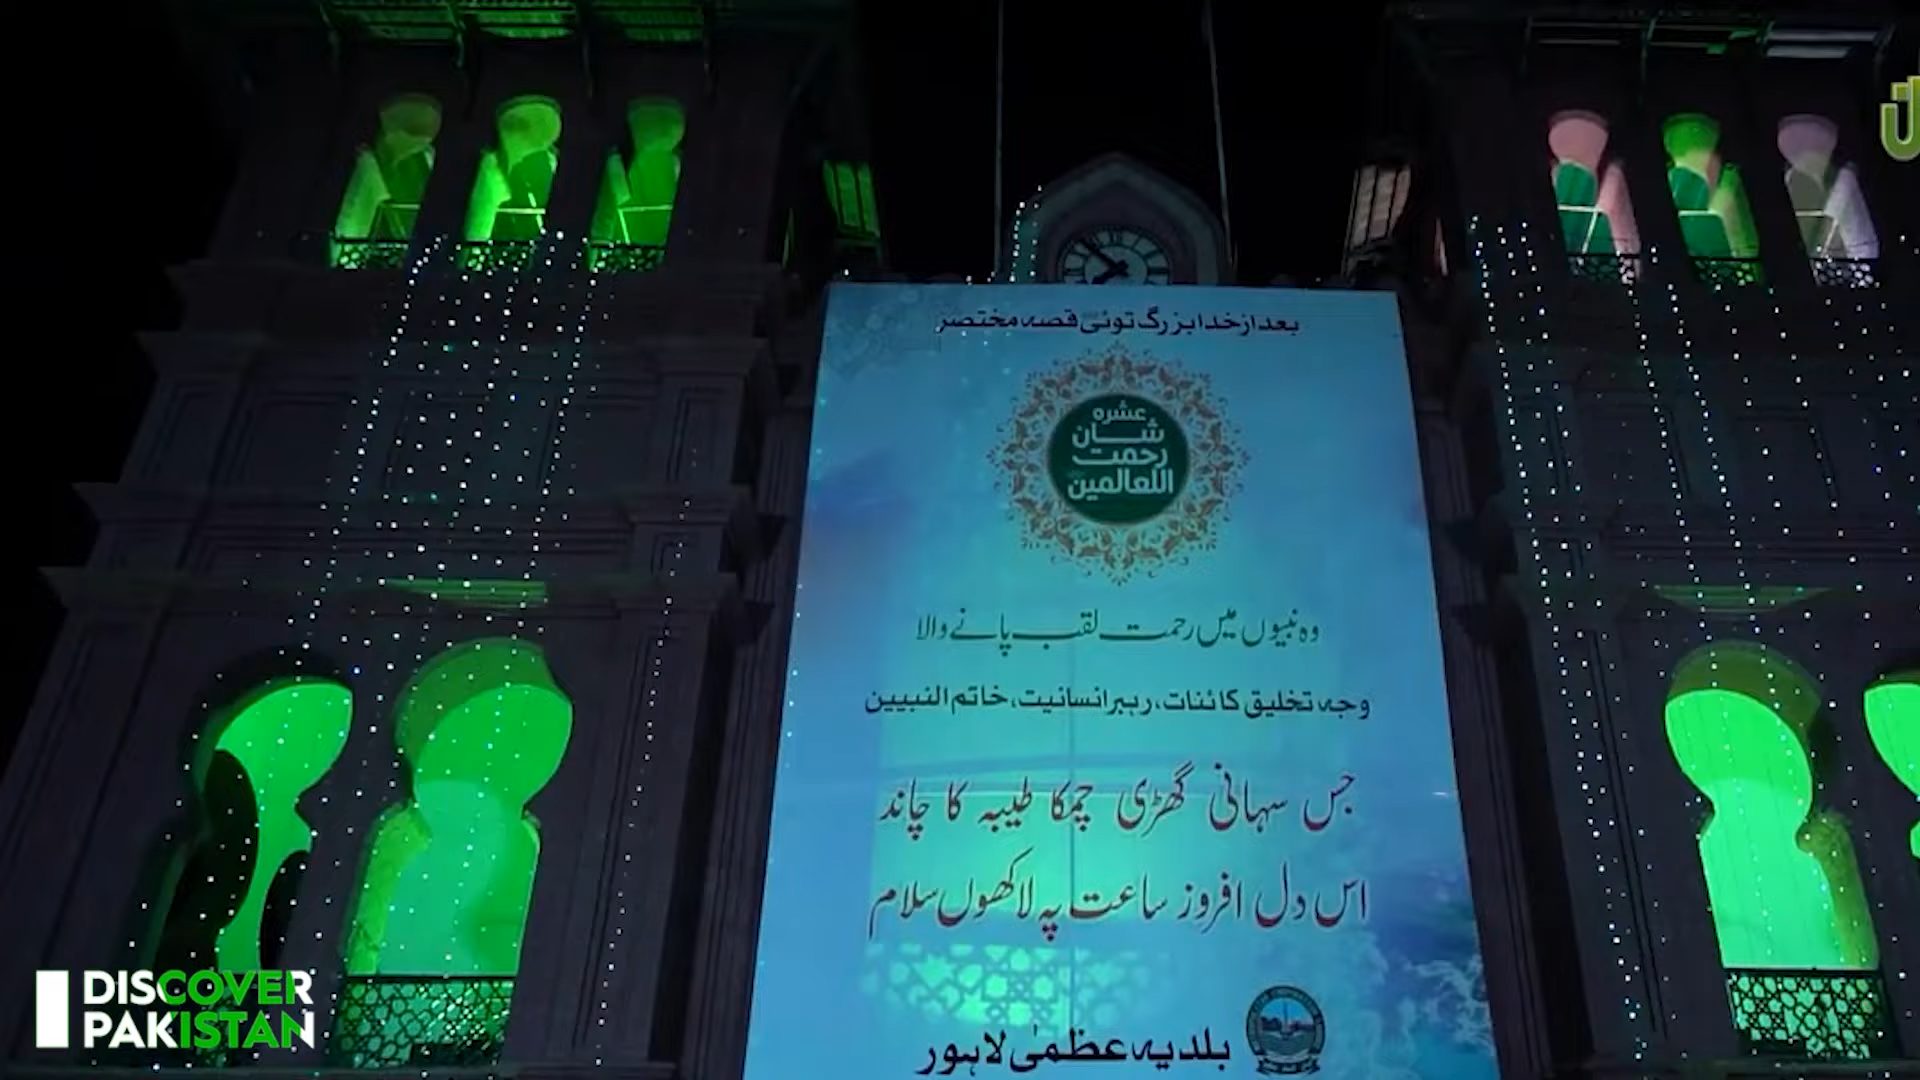 بعد از خدا بزرگ توئی قصہ مختصر
عشرہ
شان
رحمت
اللعالمین
وہ نبیوں میں رحمت لقب پانے والا
وجہ تخلیق کائنات، رہبر انسانیت، خاتم النبیین
جس سہانی گھڑی چمکا طیبہ کا چاند
اس دل افروز ساعت پہ لاکھوں سلام
بلدیہ عظمیٰ لاہور
DISCOVER
PAKISTAN